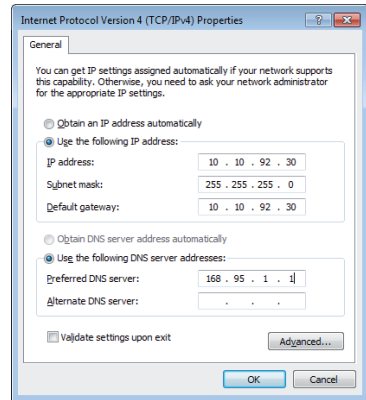 Internet Protocol Version 4 (TCP/IPv4) Properties
General
You can get IP settings assigned automatically if your network supports
this capability. Otherwise, you need to ask your network administrator
for the appropriate IP settings.
Obtain an IP address automatically
Use the following IP address:
IP address: 10 . 10 . 92 . 30
Subnet mask: 255 . 255 . 255 . 0
Default gateway: 10 . 10 . 92 . 30
Obtain DNS server address automatically
Use the following DNS server addresses:
Preferred DNS server: 168 . 95 . 1 . 1
Alternate DNS server: . . .
Validate settings upon exit
Advanced...
OK Cancel